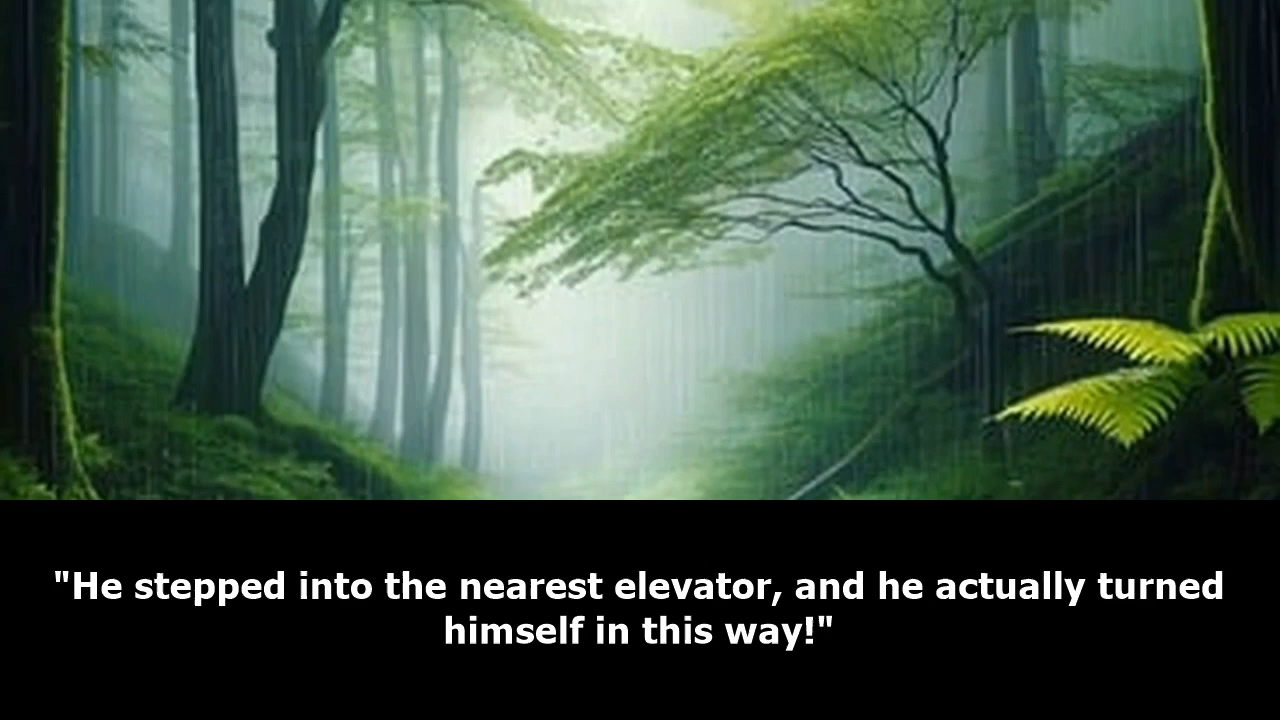 "He stepped into the nearest elevator, and he actually turned
himself in this way!"